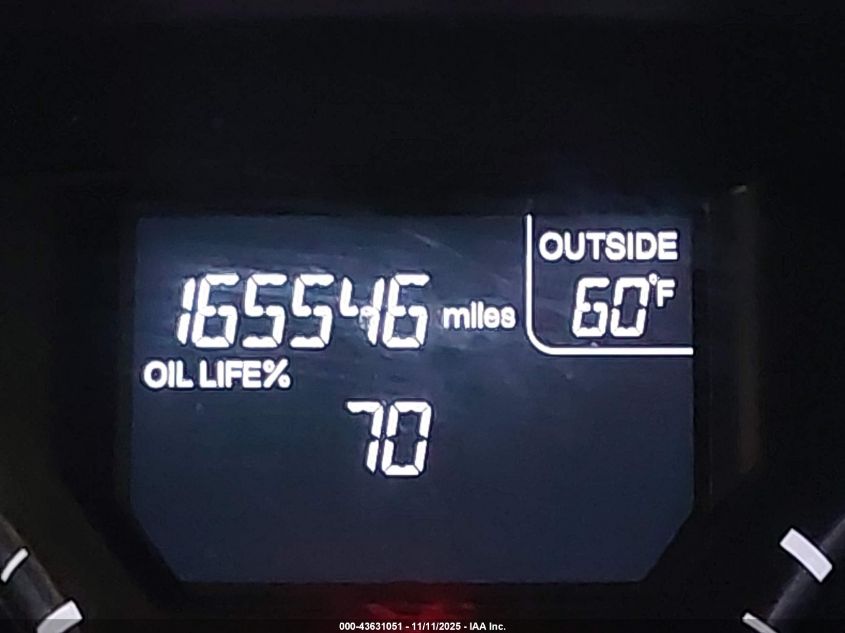 OUTSIDE
165546 miles
60°F
OIL LIFE%
70
000-43631051 - 11/11/2025 - IAA Inc.